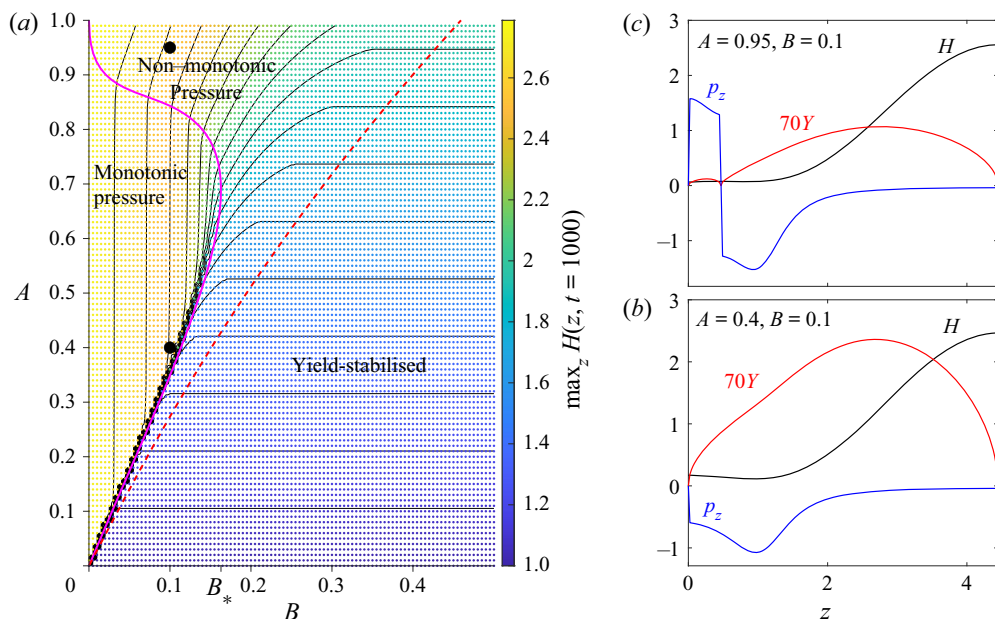 (a)
1.0
0.9
0.8
0.7
0.6
0.5
0.4
0.3
0.2
0.1
0
A
Non–monotonic
Pressure
Monotonic
pressure
Yield-stabilised
0.1
B*
0.2
0.3
0.4
B
2.6
2.4
2.2
2
1.8
1.6
1.4
1.2
1.0
max_z H(z, t = 1000)
(c)
3
2
1
0
−1
A = 0.95, B = 0.1
H
p_z
70Y
(b)
3
2
1
0
−1
A = 0.4, B = 0.1
H
70Y
p_z
0
2
4
z